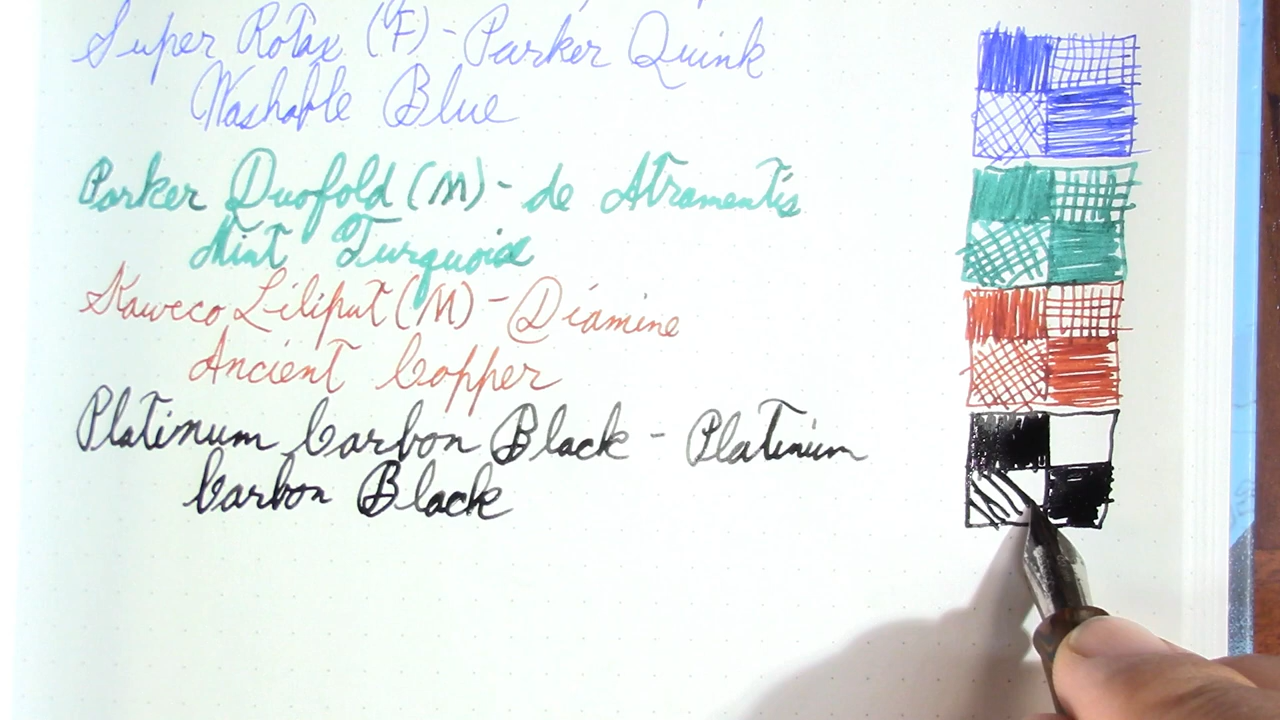 Super Rotax (F) - Parker Quink
Washable Blue
Parker Duofold (M) - de Atramentis
Mint Turquoise
Kaweco Liliput (M) - Diamine
Ancient Copper
Platinum Carbon Black - Platinium
Carbon Black